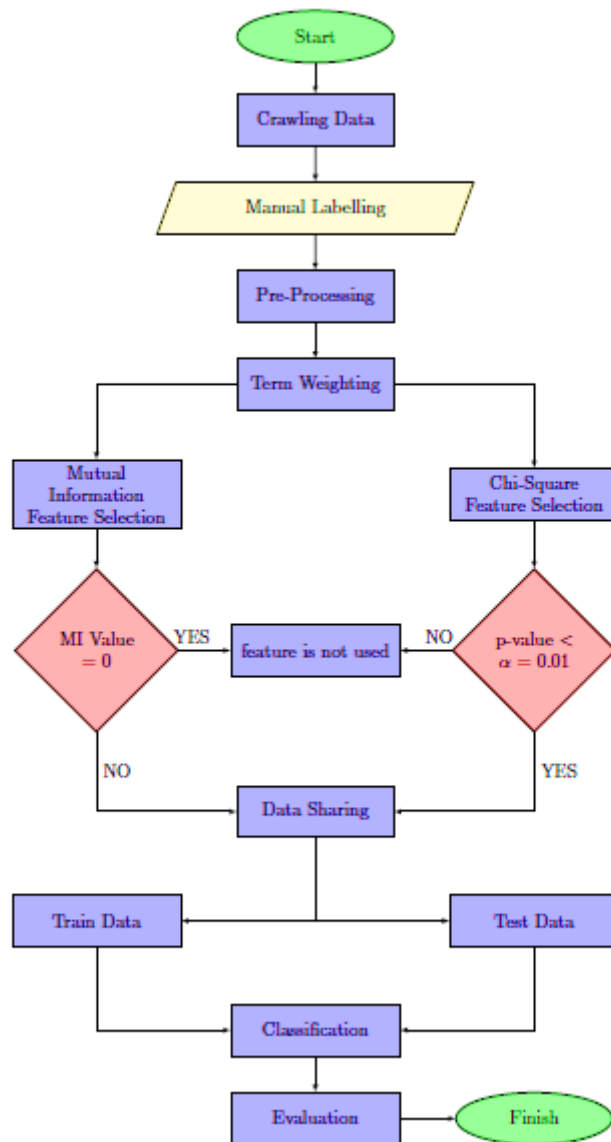 Start
Crawling Data
Manual Labelling
Pre-Processing
Term Weighting
Mutual
Information
Feature Selection
Chi-Square
Feature Selection
MI Value
= 0
YES
feature is not used
NO
p-value <
α = 0.01
NO
YES
Data Sharing
Train Data
Test Data
Classification
Evaluation
Finish